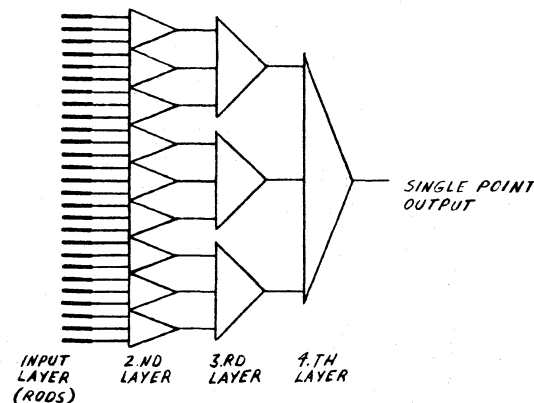 SINGLE POINT
OUTPUT
INPUT
LAYER
(RODS)
2.ND
LAYER
3.RD
LAYER
4.TH
LAYER